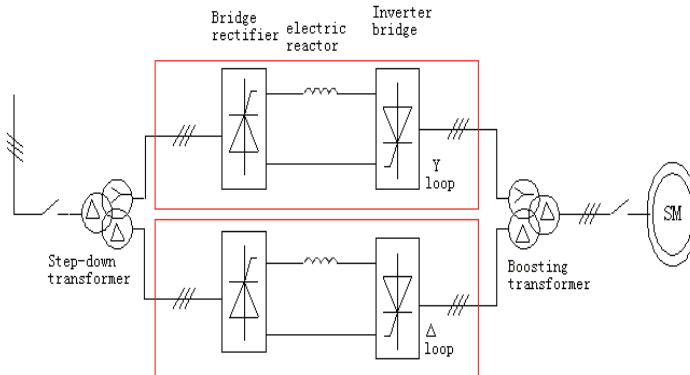 Bridge
rectifier
electric
reactor
Inverter
bridge
Y
loop
Step-down
transformer
Boosting
transformer
SM
Δ
loop